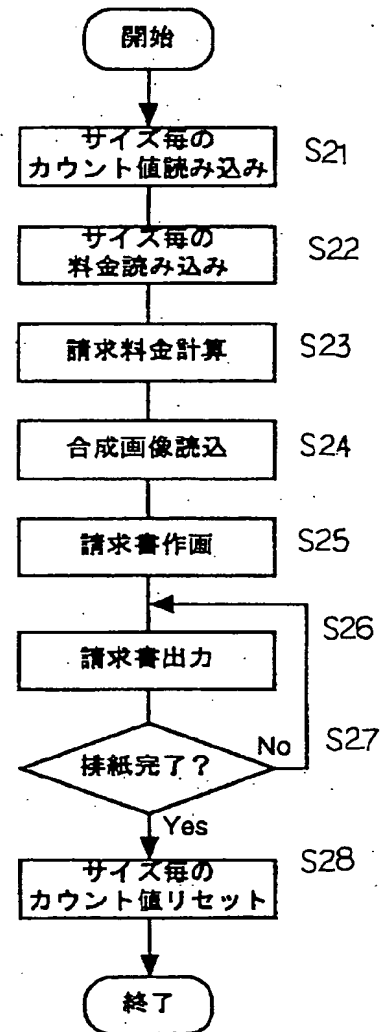 開始
サイズ毎の
カウント値読み込み
S21
サイズ毎の
料金読み込み
S22
請求料金計算
S23
合成画像読込
S24
請求書作画
S25
請求書出力
S26
排紙完了?
No
S27
Yes
サイズ毎の
カウント値リセット
S28
終了